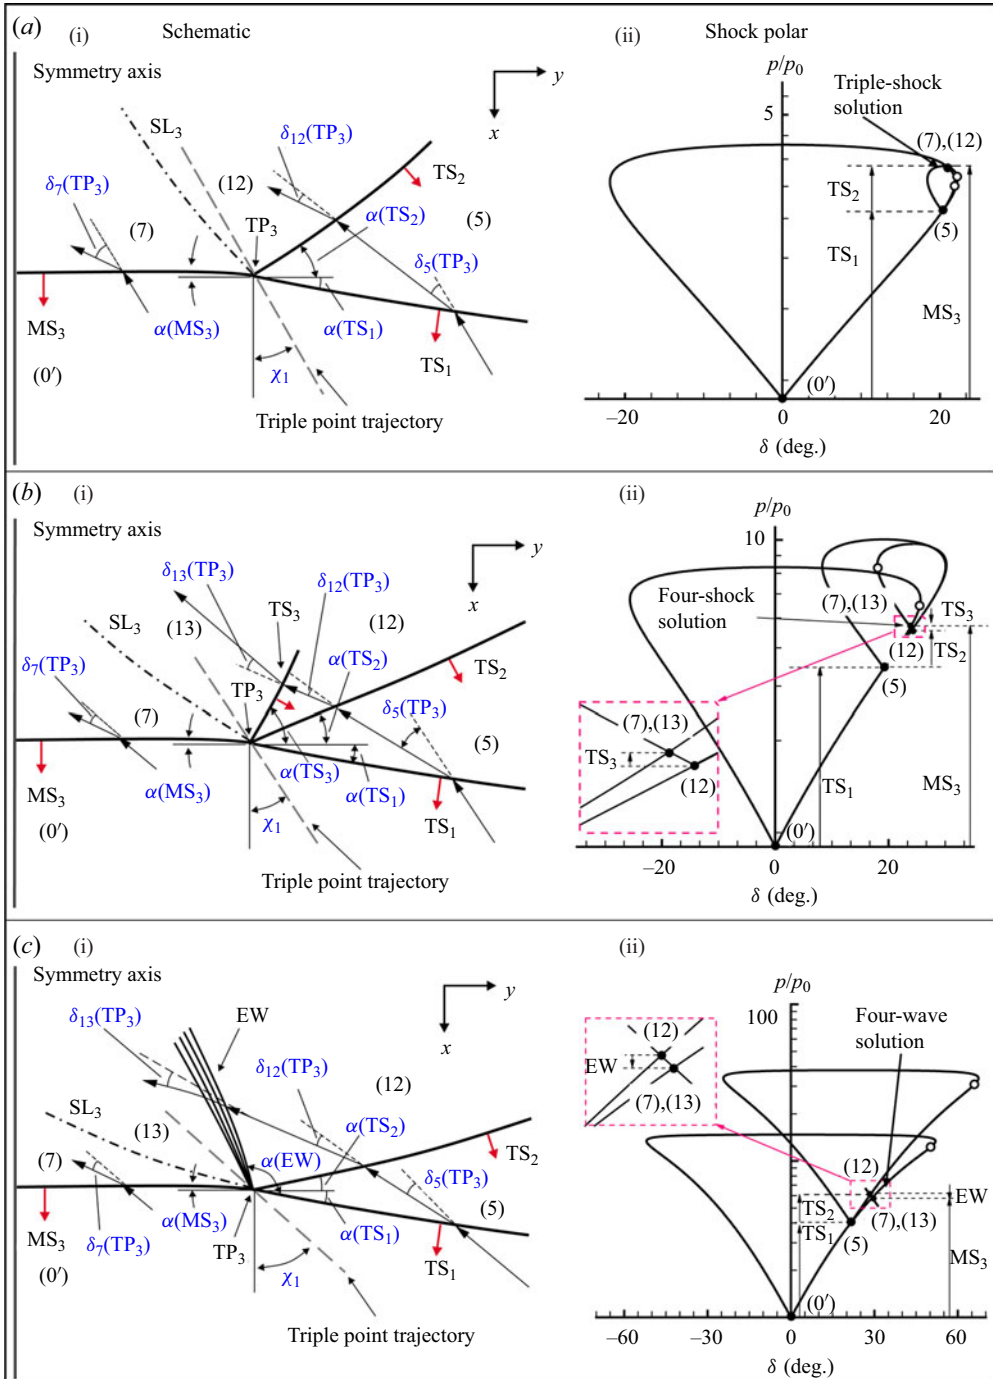 (a)
(i)
Schematic
(ii)
Shock polar
Symmetry axis
y
x
SL₃
δ₁₂(TP₃)
δ₇(TP₃)
(12)
TS₂
(7)
TP₃
α(TS₂)
(5)
δ₅(TP₃)
MS₃
α(MS₃)
α(TS₁)
TS₁
(0′)
χ₁
Triple point trajectory
p/p₀
5
Triple-shock
solution
(7),(12)
TS₂
(5)
TS₁
MS₃
(0′)
−20
0
20
δ (deg.)
(b)
(i)
(ii)
Symmetry axis
y
x
δ₁₃(TP₃)
δ₁₂(TP₃)
TS₃
(13)
(12)
SL₃
α(TS₂)
TS₂
δ₇(TP₃)
TP₃
δ₅(TP₃)
(7)
(5)
α(TS₃)
MS₃
α(MS₃)
α(TS₁)
TS₁
(0′)
χ₁
Triple point trajectory
p/p₀
10
(7),(13)
Four-shock
solution
TS₃
(12)
TS₂
(5)
(7),(13)
TS₃
(12)
TS₁
MS₃
(0′)
−20
0
20
δ (deg.)
(c)
(i)
(ii)
Symmetry axis
y
x
δ₁₃(TP₃)
EW
δ₁₂(TP₃)
(12)
SL₃
(13)
α(TS₂)
TS₂
(7)
α(EW)
δ₅(TP₃)
(5)
α(MS₃)
α(TS₁)
MS₃
δ₇(TP₃)
TP₃
TS₁
(0′)
χ₁
Triple point trajectory
p/p₀
100
Four-wave
solution
(12)
EW
(7),(13)
(12)
EW
TS₂
(7),(13)
TS₁
(5)
MS₃
(0′)
−60
−30
0
30
60
δ (deg.)